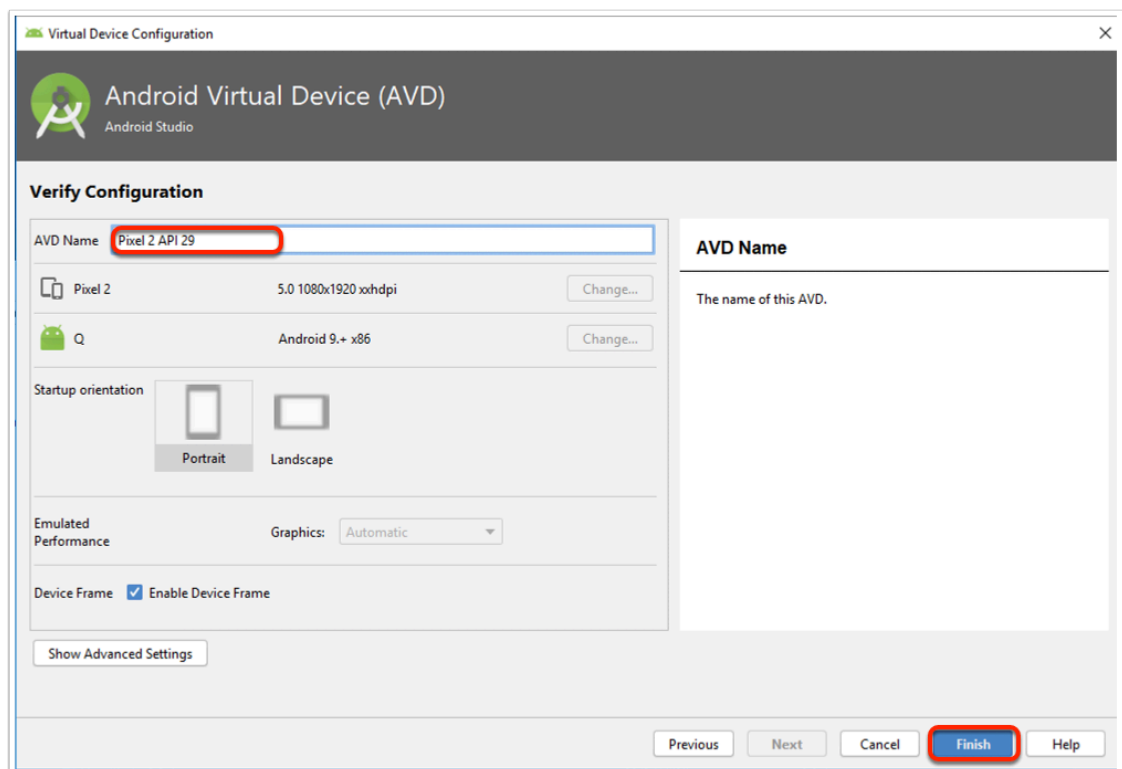 Virtual Device Configuration
Android Virtual Device (AVD)
Android Studio
Verify Configuration
AVD Name Pixel 2 API 29
Pixel 2 5.0 1080x1920 xxhdpi Change...
Q Android 9.+ x86 Change...
Startup orientation
Portrait
Landscape
Emulated
Performance
Graphics: Automatic
Device Frame Enable Device Frame
Show Advanced Settings
AVD Name
The name of this AVD.
Previous Next Cancel Finish Help